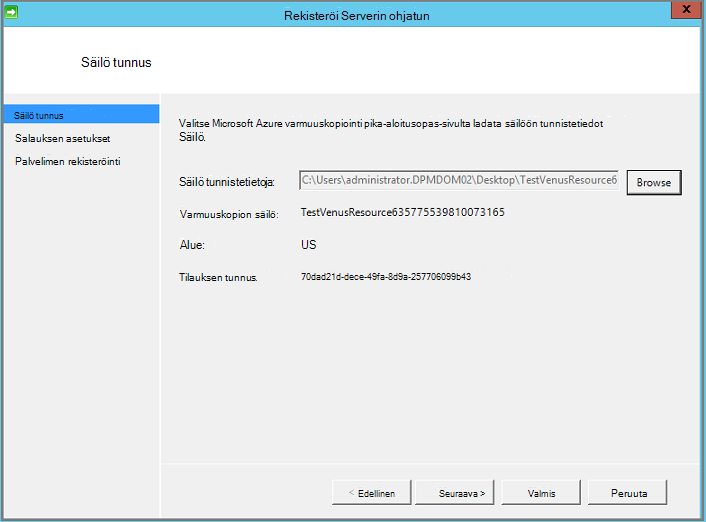 Rekisteröi Serverin ohjatun
X
Säilö tunnus
Säilö tunnus
Salauksen asetukset
Palvelimen rekisteröinti
Valitse Microsoft Azure varmuuskopiointi pika-aloitusopas-sivulta ladata säilöön tunnistetiedot
Säilö.
Säilö tunnistetietoja: C:\Users\administrator.DPMDOM02\Desktop\TestVenusResource6 Browse
Varmuuskopion säilö: TestVenusResource635775539810073165
Alue: US
Tilauksen tunnus. 70dad21d-dece-49fa-8d9a-257706099b43
< Edellinen Seuraava > Valmis Peruuta